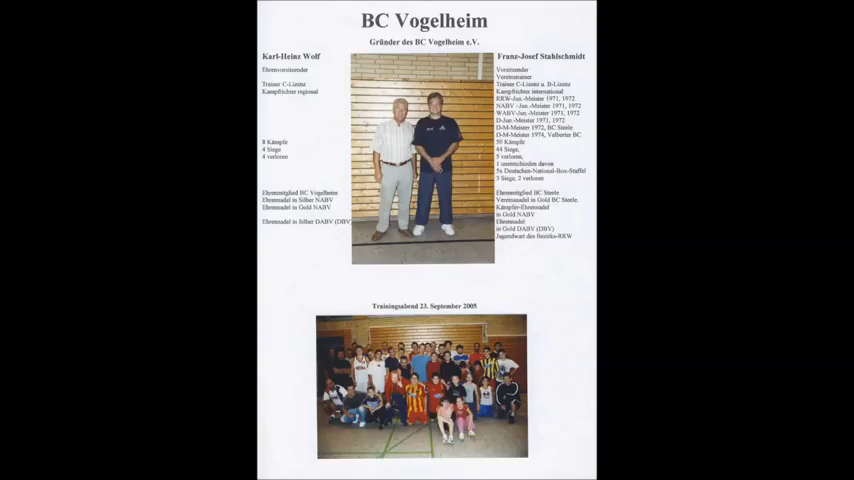 BC Vogelheim
Gründer des BC Vogelheim e.V.
Karl-Heinz Wolf
Ehrenvorsitzender
Trainer C-Lizenz
Kampfrichter regional
8 Kämpfe
4 Siege
4 verloren
Ehrenmitglied BC Vogelheim
Ehrennadel in Silber NABV
Ehrennadel in Gold NABV
Ehrennadel in Silber DABV (DBV)
Franz-Josef Stahlschmidt
Vorsitzender
Vereinstrainer
Trainer C-Lizenz u. B-Lizenz
Kampfrichter international
RRW-Jun.-Meister 1971, 1972
NABV -Jun.-Meister 1971, 1972
WABV-Jun-Meister 1971, 1972
D-Jun.-Meister 1971, 1972
D-M-Meister 1972, BC Steele
D-M-Meister 1974, Velberter BC
50 Kämpfe
44 Siege,
5 verloren,
1 unentschieden davon
5x Deutschen-National-Box-Staffel
3 Siege, 2 verloren
Ehrenmitglied BC Steele
Vereinsnadel in Gold BC Steele
Kämpfer-Ehrennadel
in Gold NABV
Ehrennadel
in Gold DABV (DBV)
Jugendwart des Bezirks-RRW
Trainingsabend 23. September 2005